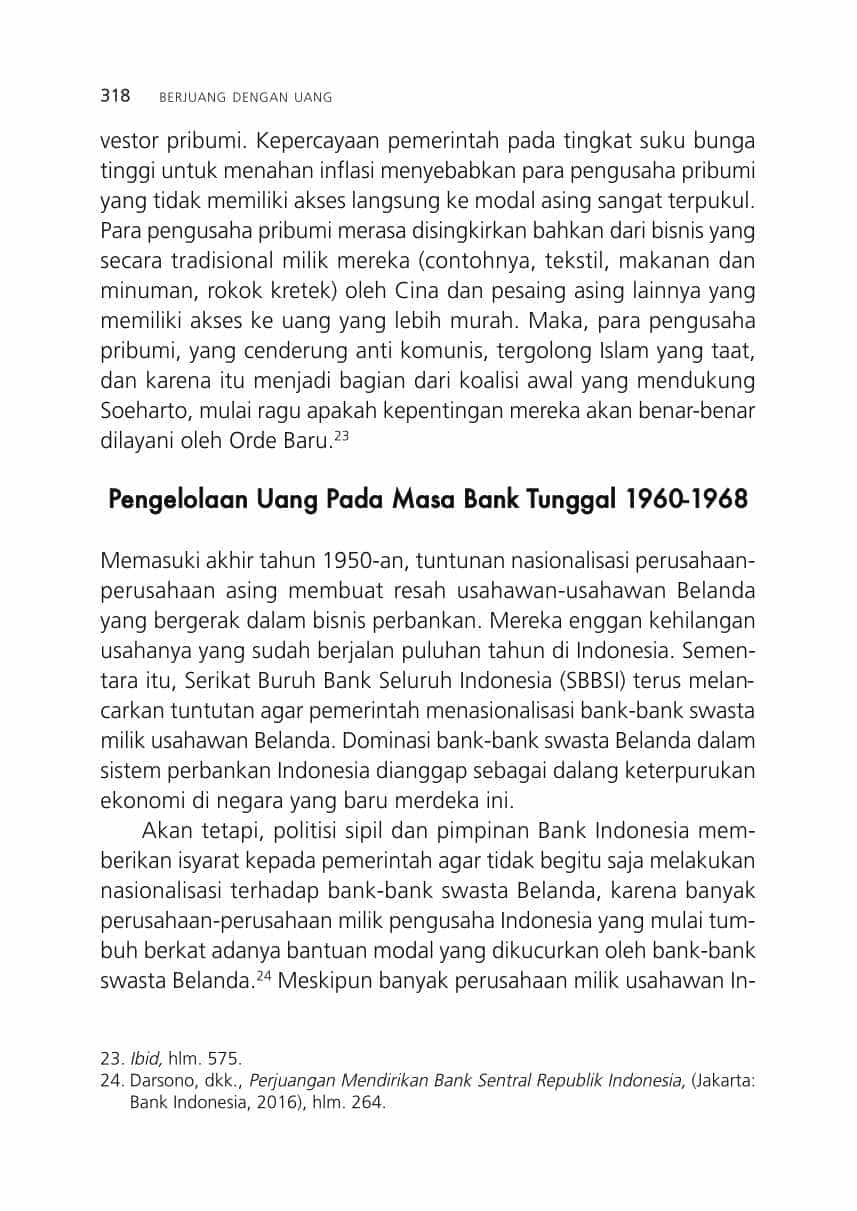 318 BERJUANG DENGAN UANG
vestor pribumi. Kepercayaan pemerintah pada tingkat suku bunga
tinggi untuk menahan inflasi menyebabkan para pengusaha pribumi
yang tidak memiliki akses langsung ke modal asing sangat terpukul.
Para pengusaha pribumi merasa disingkirkan bahkan dari bisnis yang
secara tradisional milik mereka (contohnya, tekstil, makanan dan
minuman, rokok kretek) oleh Cina dan pesaing asing lainnya yang
memiliki akses ke uang yang lebih murah. Maka, para pengusaha
pribumi, yang cenderung anti komunis, tergolong Islam yang taat,
dan karena itu menjadi bagian dari koalisi awal yang mendukung
Soeharto, mulai ragu apakah kepentingan mereka akan benar-benar
dilayani oleh Orde Baru.23
Pengelolaan Uang Pada Masa Bank Tunggal 1960-1968
Memasuki akhir tahun 1950-an, tuntunan nasionalisasi perusahaan-
perusahaan asing membuat resah usahawan-usahawan Belanda
yang bergerak dalam bisnis perbankan. Mereka enggan kehilangan
usahanya yang sudah berjalan puluhan tahun di Indonesia. Semen-
tara itu, Serikat Buruh Bank Seluruh Indonesia (SBBSI) terus melan-
carkan tuntutan agar pemerintah menasionalisasi bank-bank swasta
milik usahawan Belanda. Dominasi bank-bank swasta Belanda dalam
sistem perbankan Indonesia dianggap sebagai dalang keterpurukan
ekonomi di negara yang baru merdeka ini.
Akan tetapi, politisi sipil dan pimpinan Bank Indonesia mem-
berikan isyarat kepada pemerintah agar tidak begitu saja melakukan
nasionalisasi terhadap bank-bank swasta Belanda, karena banyak
perusahaan-perusahaan milik pengusaha Indonesia yang mulai tum-
buh berkat adanya bantuan modal yang dikucurkan oleh bank-bank
swasta Belanda.24 Meskipun banyak perusahaan milik usahawan In-
23. Ibid, hlm. 575.
24. Darsono, dkk., Perjuangan Mendirikan Bank Sentral Republik Indonesia, (Jakarta:
Bank Indonesia, 2016), hlm. 264.